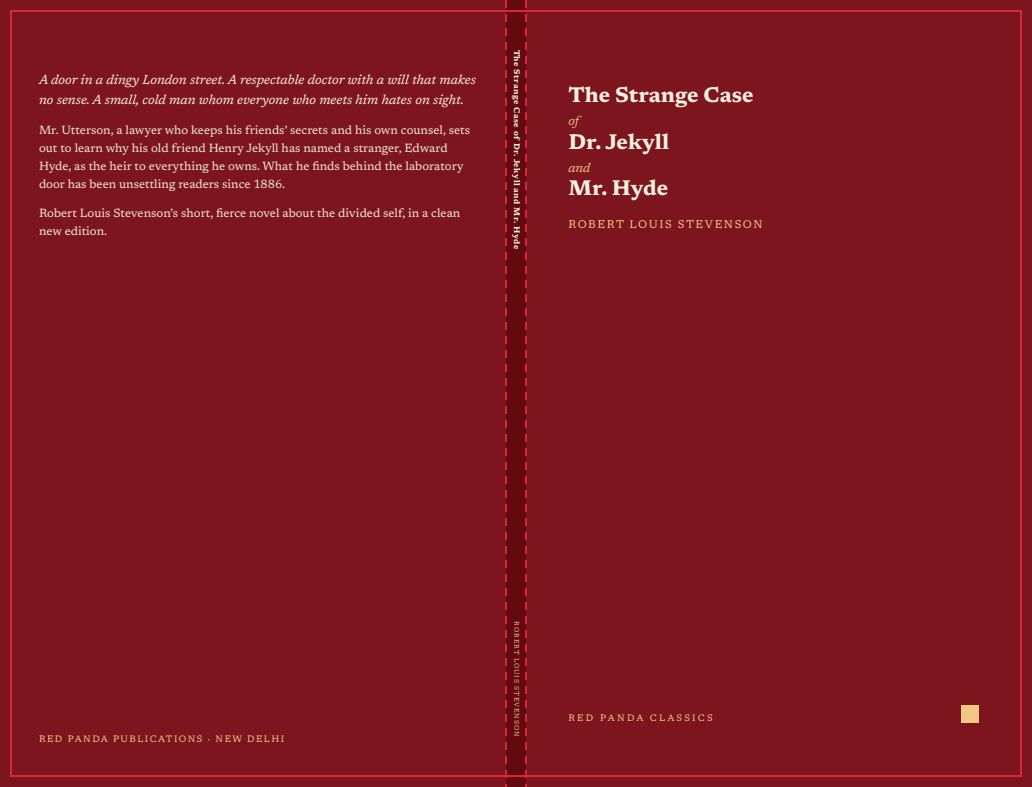 A door in a dingy London street. A respectable doctor with a will that makes
no sense. A small, cold man whom everyone who meets him hates on sight.
Mr. Utterson, a lawyer who keeps his friends’ secrets and his own counsel, sets
out to learn why his old friend Henry Jekyll has named a stranger, Edward
Hyde, as the heir to everything he owns. What he finds behind the laboratory
door has been unsettling readers since 1886.
Robert Louis Stevenson’s short, fierce novel about the divided self, in a clean
new edition.
RED PANDA PUBLICATIONS · NEW DELHI
The Strange Case of Dr. Jekyll and Mr. Hyde
ROBERT LOUIS STEVENSON
The Strange Case
of
Dr. Jekyll
and
Mr. Hyde
ROBERT LOUIS STEVENSON
RED PANDA CLASSICS